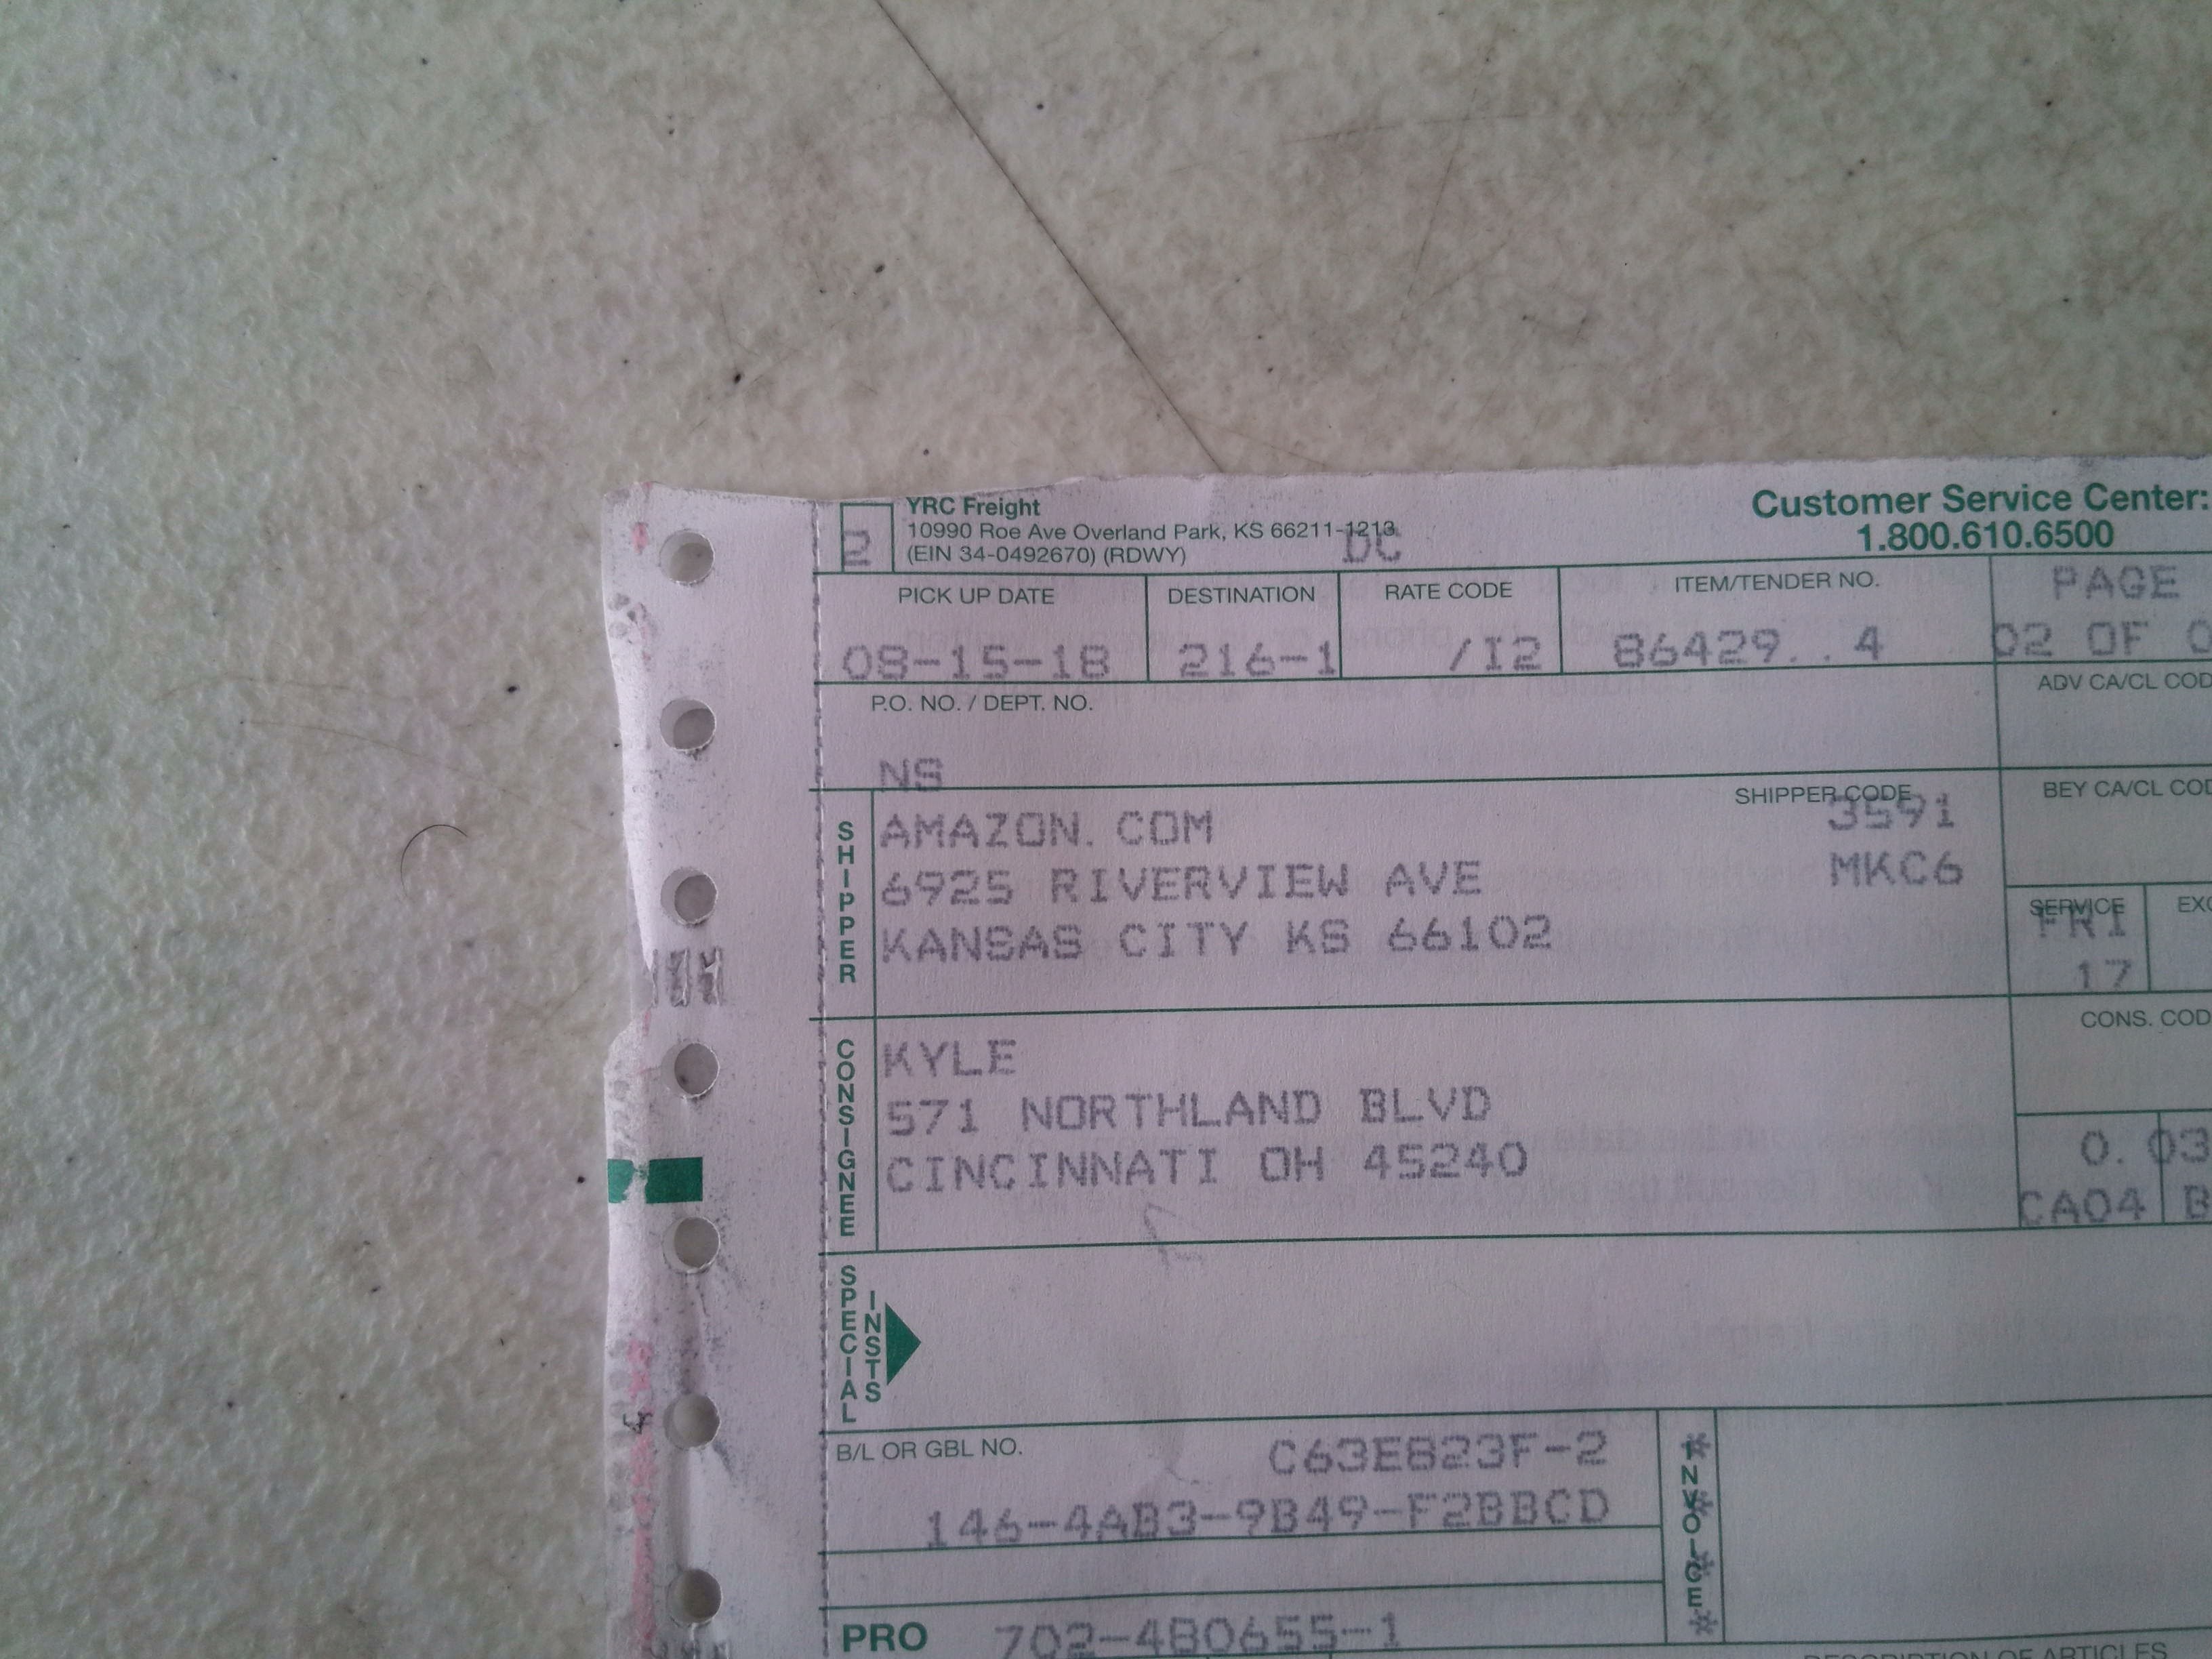 YRC Freight
10990 Roe Ave Overland Park, KS 66211-1213
(EIN 34-0492670) (RDWY)
2
DC
Customer Service Center:
1.800.610.6500
PICK UP DATE
08-15-18
DESTINATION
216-1
RATE CODE
/I2
ITEM/TENDER NO.
86429. . 4
PAGE
02 OF
P.O. NO. / DEPT. NO.
NS
ADV CA/CL
SHIPPER
AMAZON.COM
6925 RIVERVIEW AVE
KANSAS CITY KS 66102
SHIPPER CODE
3591
MKC6
BEY CA/CL
SERVICE
FRI
17
CONSIGNEE
KYLE
571 NORTHLAND BLVD
CINCINNATI OH 45240
CONS.
0.03
CA04
SPECIAL
INSTS
B/L OR GBL NO.
C63E823F-2
146-4AB3-9B49-F2BBCD
INVOICE
PRO 702-480655-1
DESCRIPTION OF ARTICLES